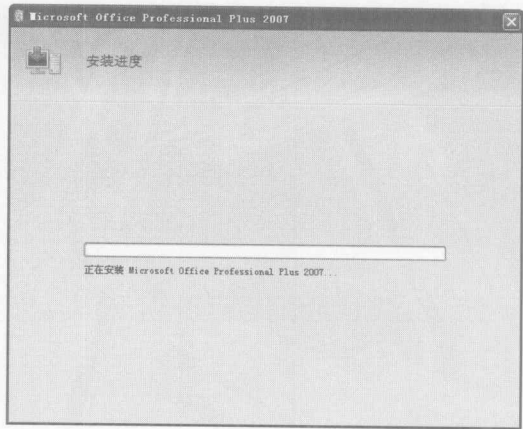 Microsoft Office Professional Plus 2007
安装进度
正在安装 Microsoft Office Professional Plus 2007...